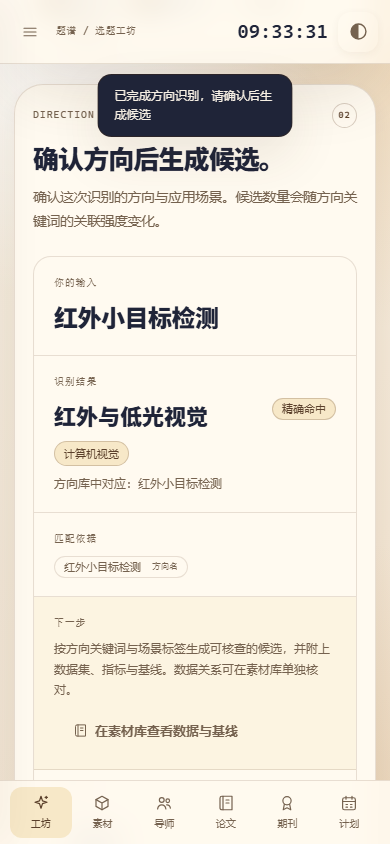 题谱 / 选题工坊
09:33:31
已完成方向识别，请确认后生
成候选
DIRECTION
02
确认方向后生成候选。
确认这次识别的方向与应用场景。候选数量会随方向关
键词的关联强度变化。
你的输入
红外小目标检测
识别结果
红外与低光视觉
精确命中
计算机视觉
方向库中对应：红外小目标检测
匹配依据
红外小目标检测 方向名
下一步
按方向关键词与场景标签生成可核查的候选，并附上
数据集、指标与基线。数据关系可在素材库单独核
对。
在素材库查看数据与基线
工坊
素材
导师
论文
期刊
计划